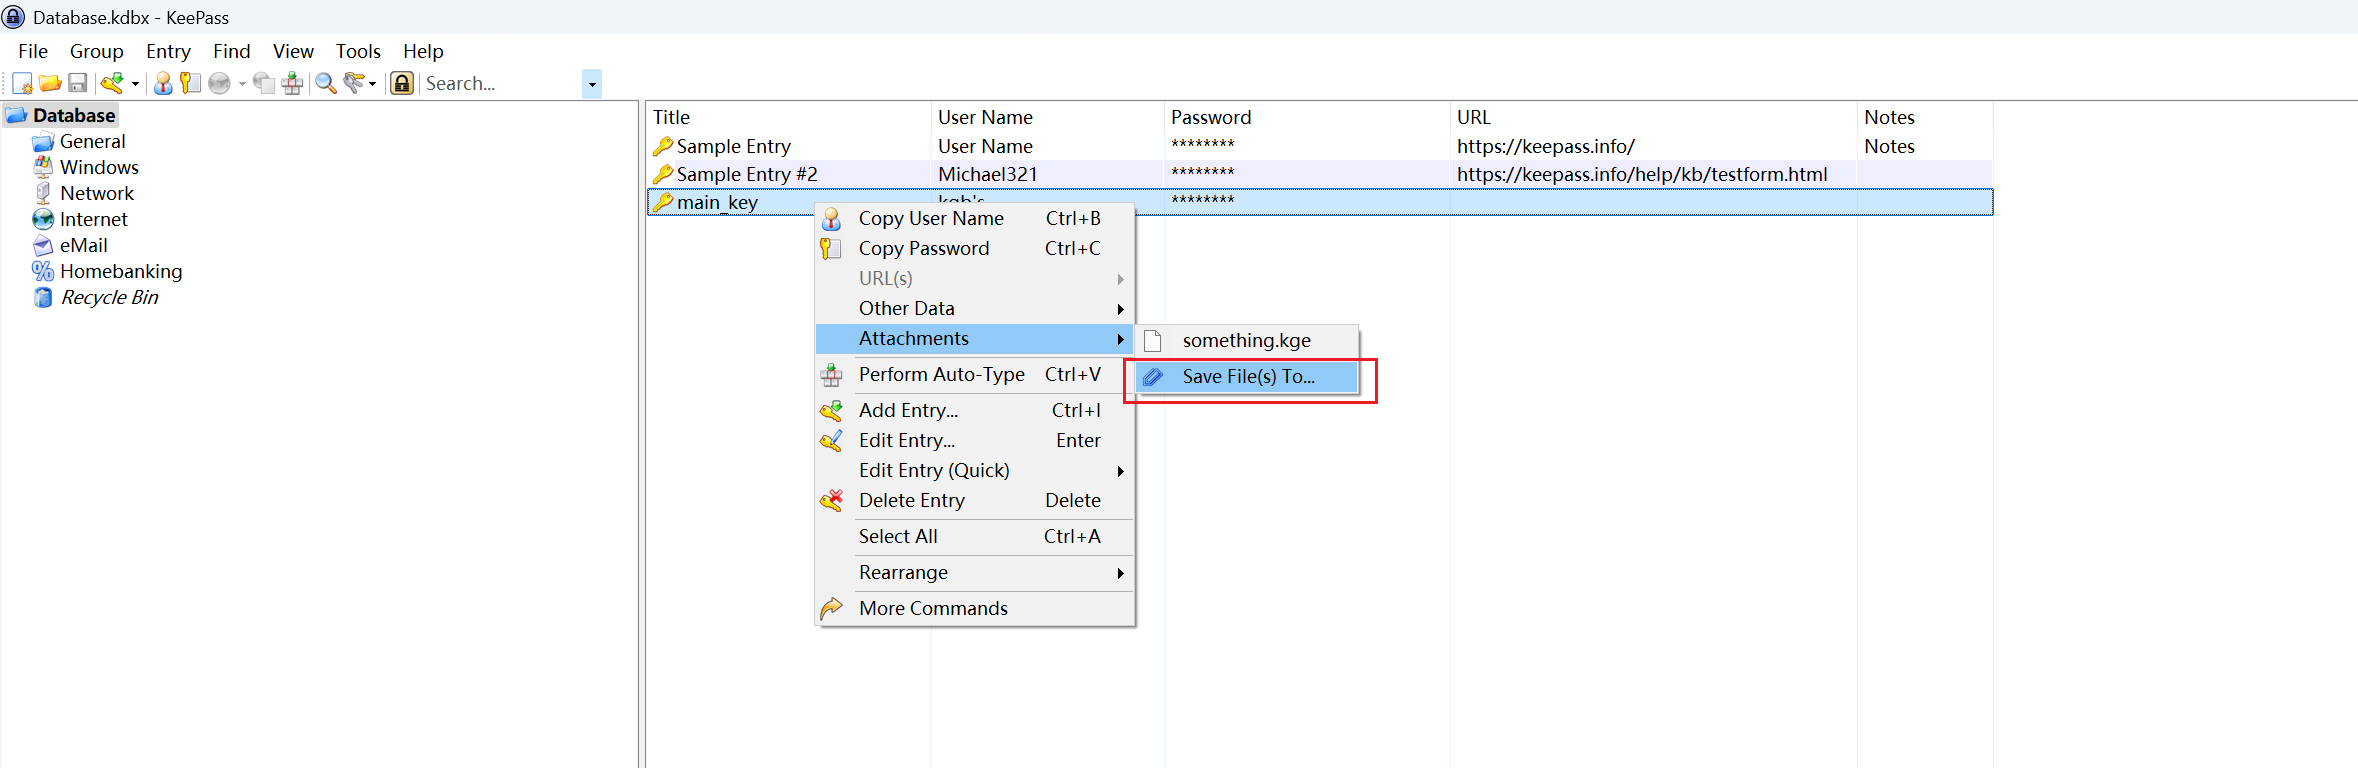 Database.kdbx - KeePass
File Group Entry Find View Tools Help
Search...
Database
General
Windows
Network
Internet
eMail
Homebanking
Recycle Bin
Title User Name Password URL Notes
Sample Entry User Name ******** https://keepass.info/ Notes
Sample Entry #2 Michael321 ******** https://keepass.info/help/kb/testform.html
main_key kgb's ********
Copy User Name Ctrl+B
Copy Password Ctrl+C
URL(s)
Other Data
Attachments
Perform Auto-Type Ctrl+V
Add Entry... Ctrl+I
Edit Entry... Enter
Edit Entry (Quick)
Delete Entry Delete
Select All Ctrl+A
Rearrange
More Commands
something.kge
Save File(s) To...